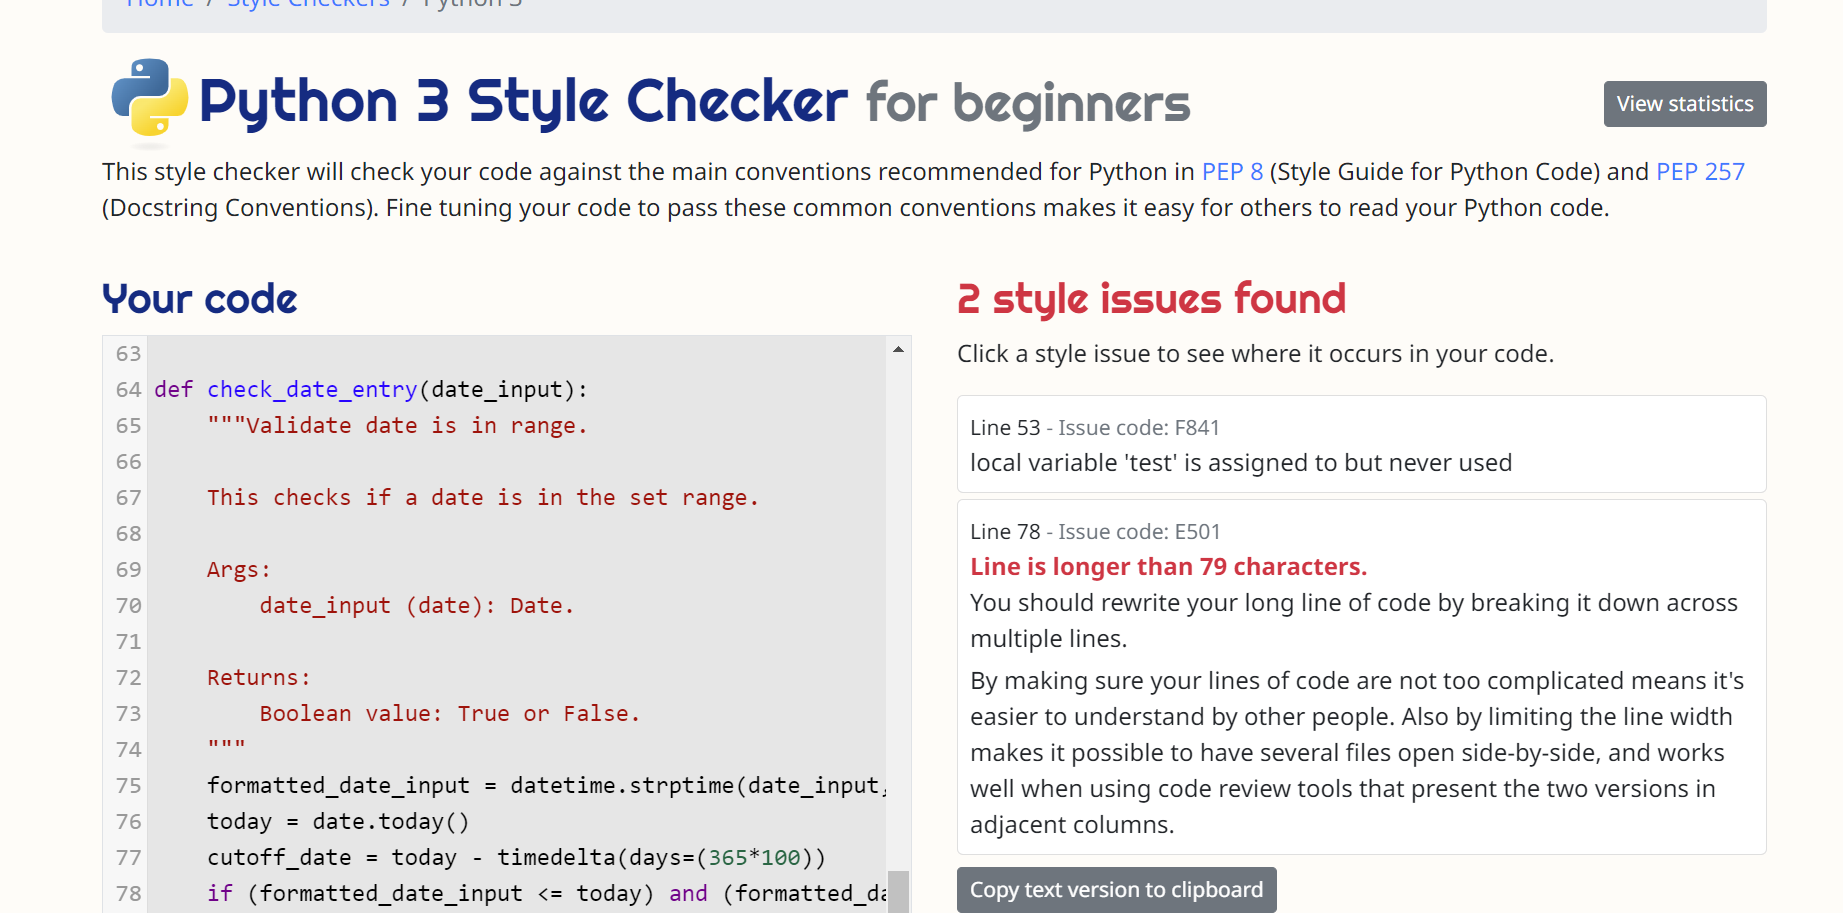 Home / Style Checkers / Python 3
Python 3 Style Checker for beginners
View statistics
This style checker will check your code against the main conventions recommended for Python in PEP 8 (Style Guide for Python Code) and PEP 257
(Docstring Conventions). Fine tuning your code to pass these common conventions makes it easy for others to read your Python code.
Your code
63
64 def check_date_entry(date_input):
65 """Validate date is in range.
66
67 This checks if a date is in the set range.
68
69 Args:
70 date_input (date): Date.
71
72 Returns:
73 Boolean value: True or False.
74 """
75 formatted_date_input = datetime.strptime(date_input,
76 today = date.today()
77 cutoff_date = today - timedelta(days=(365*100))
78 if (formatted_date_input <= today) and (formatted_da
2 style issues found
Click a style issue to see where it occurs in your code.
Line 53 - Issue code: F841
local variable 'test' is assigned to but never used
Line 78 - Issue code: E501
Line is longer than 79 characters.
You should rewrite your long line of code by breaking it down across
multiple lines.
By making sure your lines of code are not too complicated means it's
easier to understand by other people. Also by limiting the line width
makes it possible to have several files open side-by-side, and works
well when using code review tools that present the two versions in
adjacent columns.
Copy text version to clipboard